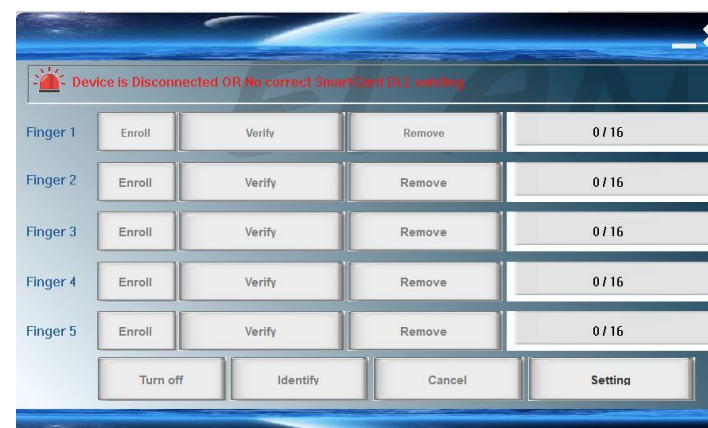 Device is Disconnected OR No correct SmartCard DLL existing
Finger 1 Enroll Verify Remove 0 / 16
Finger 2 Enroll Verify Remove 0 / 16
Finger 3 Enroll Verify Remove 0 / 16
Finger 4 Enroll Verify Remove 0 / 16
Finger 5 Enroll Verify Remove 0 / 16
Turn off Identify Cancel Setting